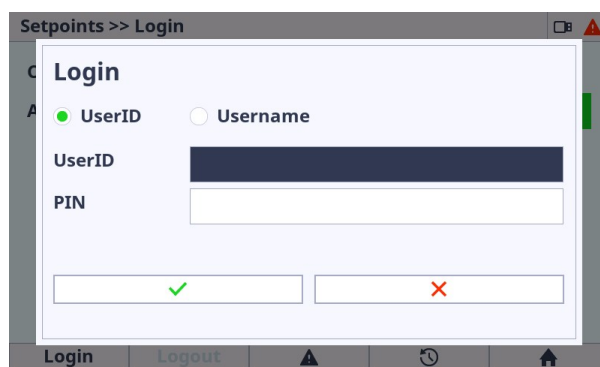 Setpoints >> Login
Login
UserID Username
UserID
PIN
Login Logout